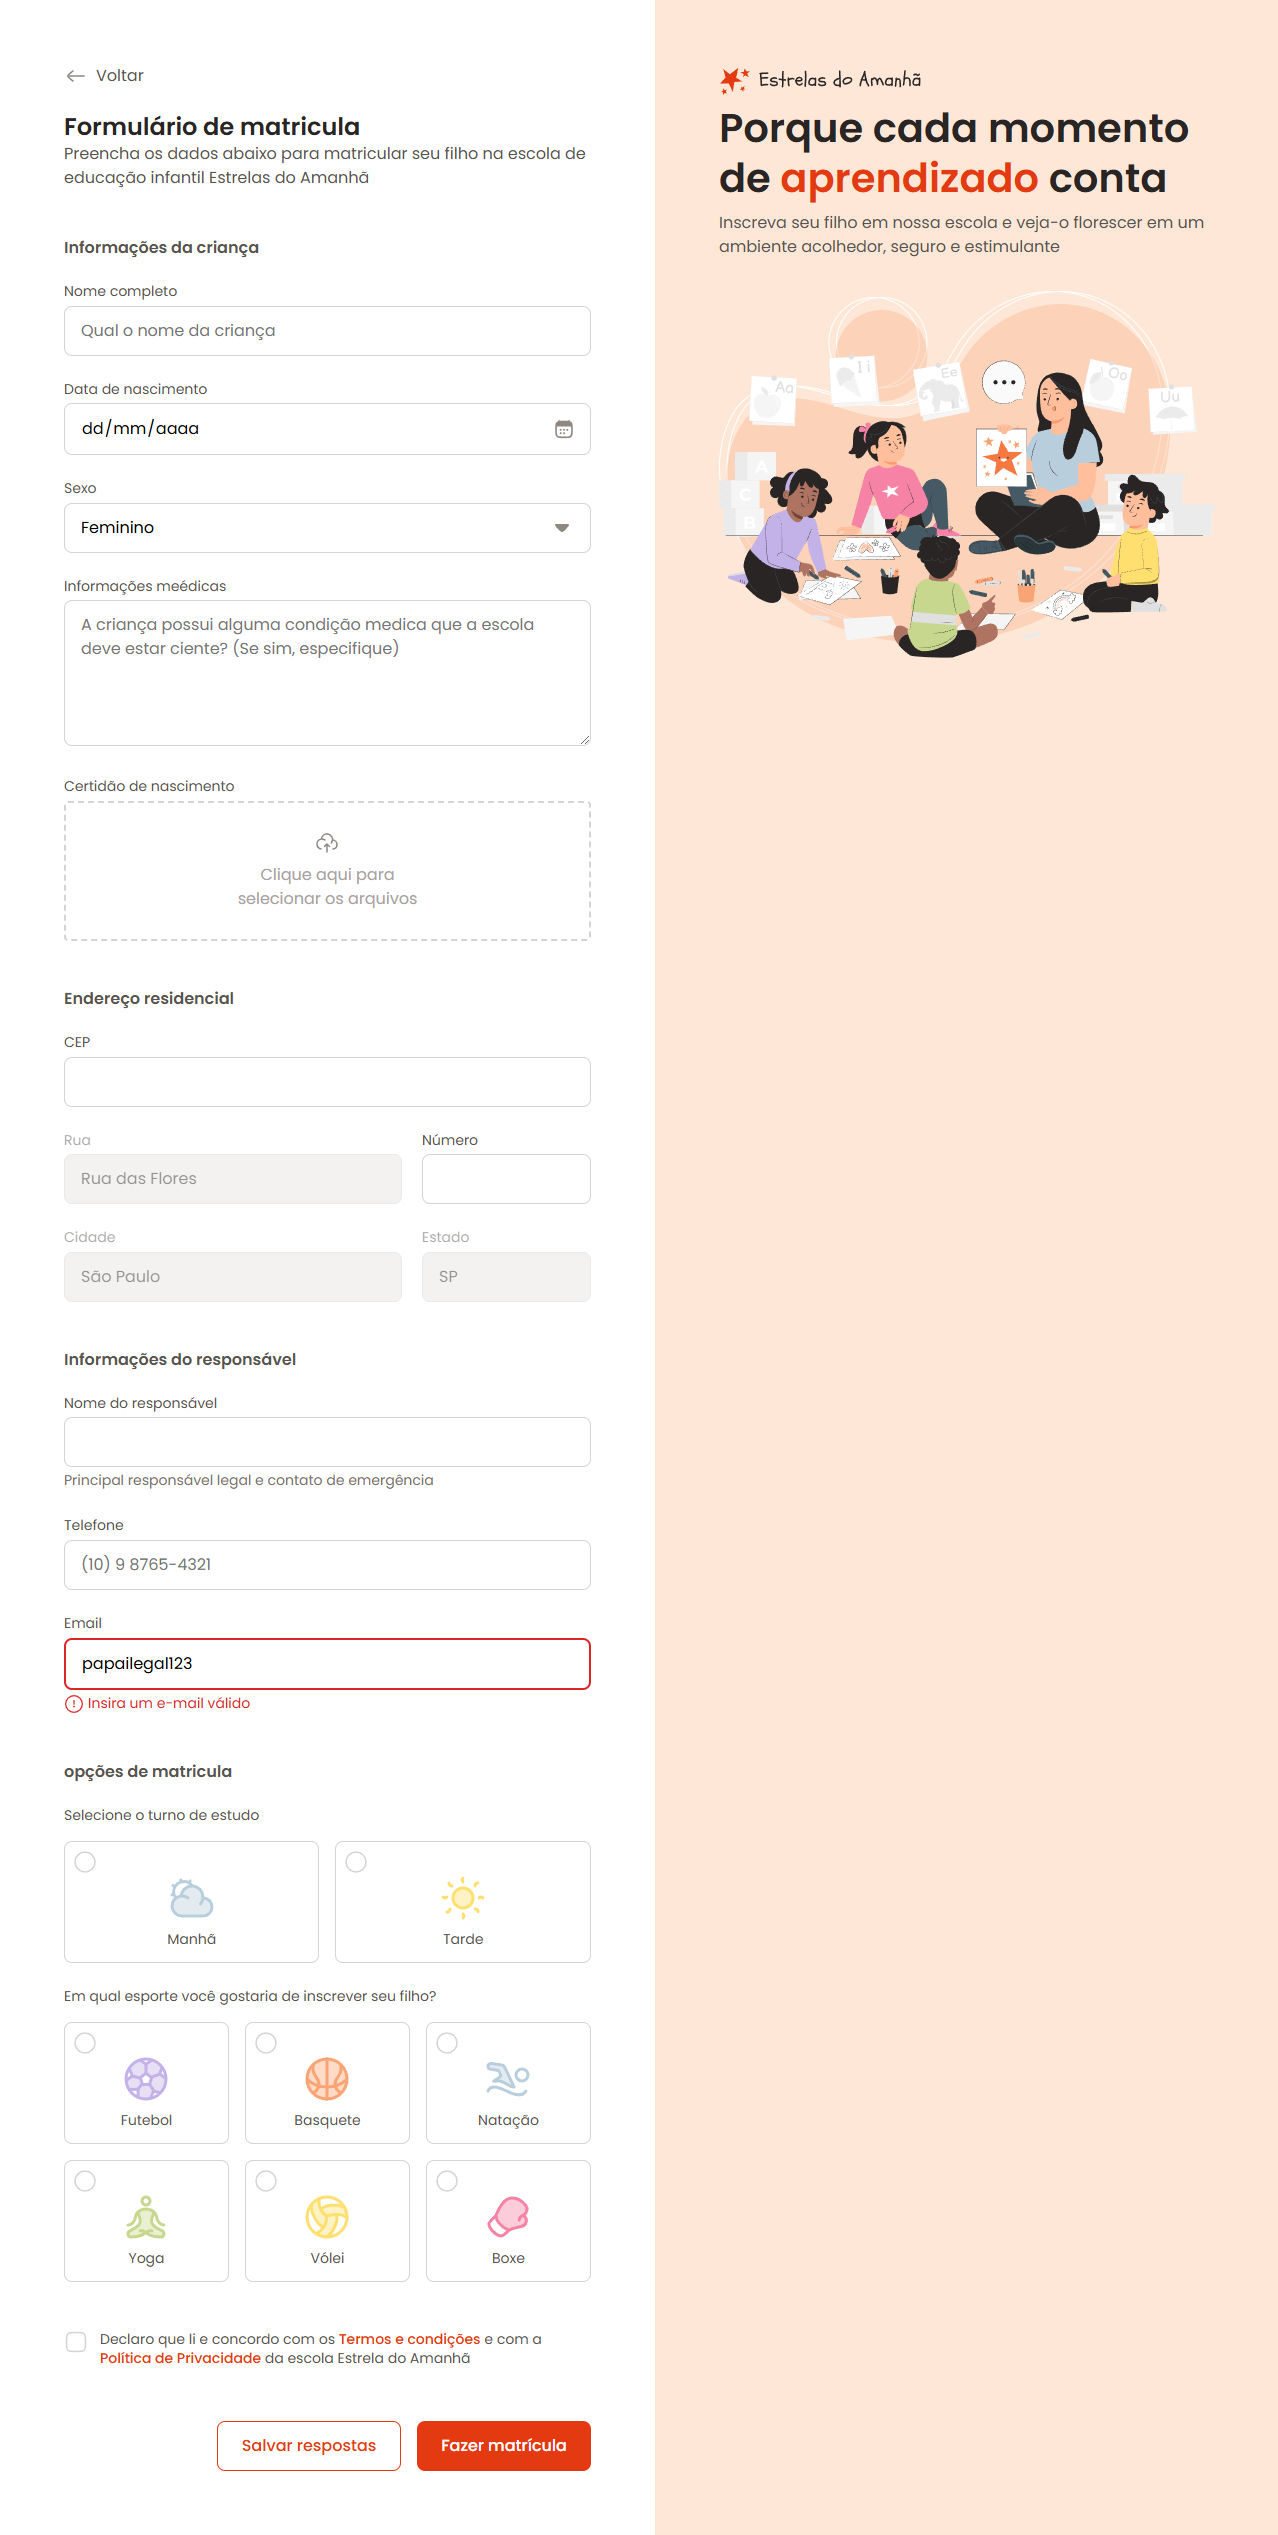 Voltar
Formulário de matricula
Preencha os dados abaixo para matricular seu filho na escola de
educação infantil Estrelas do Amanhã
Informações da criança
Nome completo
Qual o nome da criança
Data de nascimento
dd/mm/aaaa
Sexo
Feminino
Informações meédicas
A criança possui alguma condição medica que a escola
deve estar ciente? (Se sim, especifique)
Certidão de nascimento
Clique aqui para
selecionar os arquivos
Endereço residencial
CEP
Rua
Número
Rua das Flores
Cidade
Estado
São Paulo
SP
Informações do responsável
Nome do responsável
Principal responsável legal e contato de emergência
Telefone
(10) 9 8765-4321
Email
papailegal123
Insira um e-mail válido
opções de matricula
Selecione o turno de estudo
Manhã
Tarde
Em qual esporte você gostaria de inscrever seu filho?
Futebol
Basquete
Natação
Yoga
Vólei
Boxe
Declaro que li e concordo com os Termos e condições e com a
Política de Privacidade da escola Estrela do Amanhã
Salvar respostas
Fazer matrícula
Estrelas do Amanhã
Porque cada momento
de aprendizado conta
Inscreva seu filho em nossa escola e veja-o florescer em um
ambiente acolhedor, seguro e estimulante
Aa
Ii
Ee
Oo
Uu
A
C
B